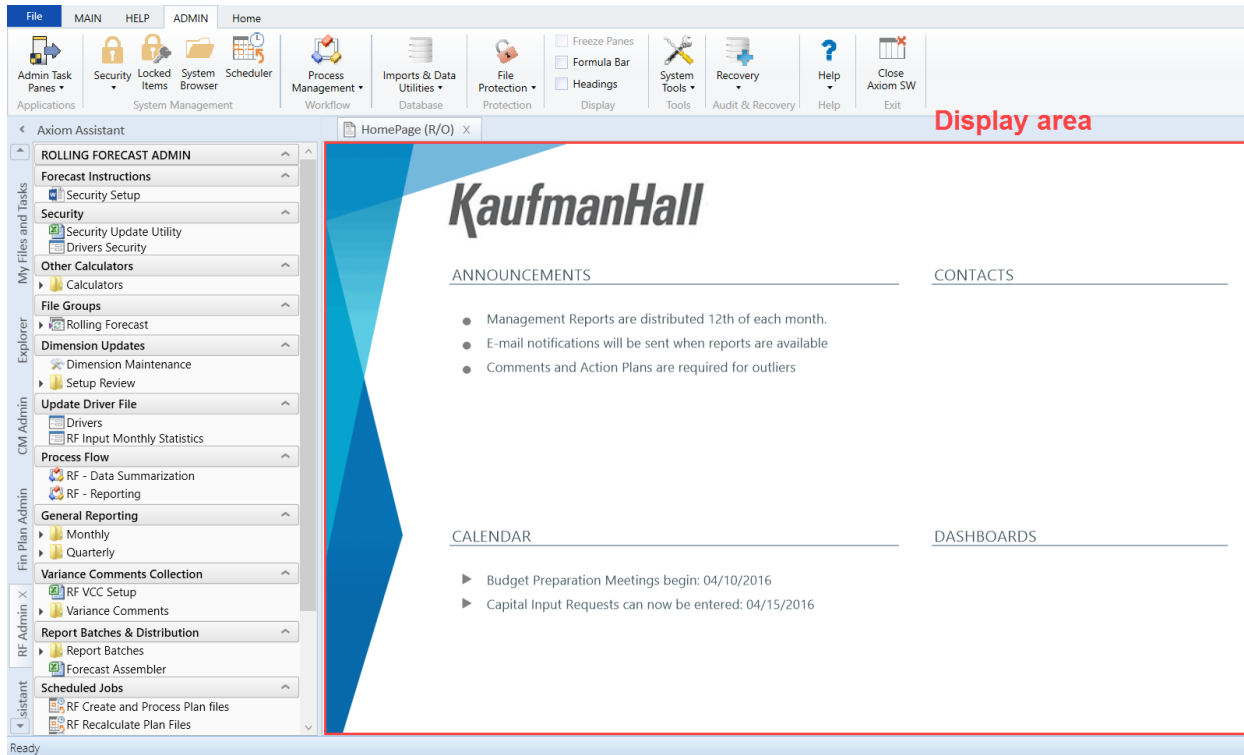 File MAIN HELP ADMIN Home
Admin Task Panes
Security
Locked Items
System Browser
Scheduler
Process Management
Imports & Data Utilities
File Protection
Freeze Panes
Formula Bar
Headings
System Tools
Recovery
Help
Close Axiom SW
Applications System Management Workflow Database Protection Display Tools Audit & Recovery Help Exit
Axiom Assistant
HomePage (R/O)
Display area
My Files and Tasks
Explorer
CM Admin
Fin Plan Admin
RF Admin
sistant
ROLLING FORECAST ADMIN
Forecast Instructions
Security Setup
Security
Security Update Utility
Drivers Security
Other Calculators
Calculators
File Groups
Rolling Forecast
Dimension Updates
Dimension Maintenance
Setup Review
Update Driver File
Drivers
RF Input Monthly Statistics
Process Flow
RF - Data Summarization
RF - Reporting
General Reporting
Monthly
Quarterly
Variance Comments Collection
RF VCC Setup
Variance Comments
Report Batches & Distribution
Report Batches
Forecast Assembler
Scheduled Jobs
RF Create and Process Plan files
RF Recalculate Plan Files
KaufmanHall
ANNOUNCEMENTS
Management Reports are distributed 12th of each month.
E-mail notifications will be sent when reports are available
Comments and Action Plans are required for outliers
CONTACTS
CALENDAR
Budget Preparation Meetings begin: 04/10/2016
Capital Input Requests can now be entered: 04/15/2016
DASHBOARDS
Ready